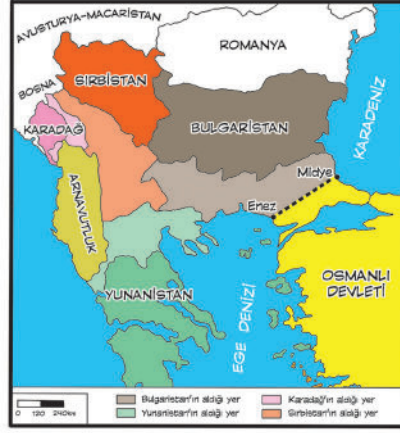 AVUSTURYA-MACARİSTAN
ROMANYA
BOSNA
SIRBİSTAN
KARADENİZ
KARADAĞ
BULGARİSTAN
Midye
ARNAVUTLUK
Enez
YUNANİSTAN
EGE DENİZİ
OSMANLI
DEVLETİ
0 120 240km
Bulgaristan'ın aldığı yer
Karadağ'ın aldığı yer
Yunanistan'ın aldığı yer
Sırbistan'ın aldığı yer